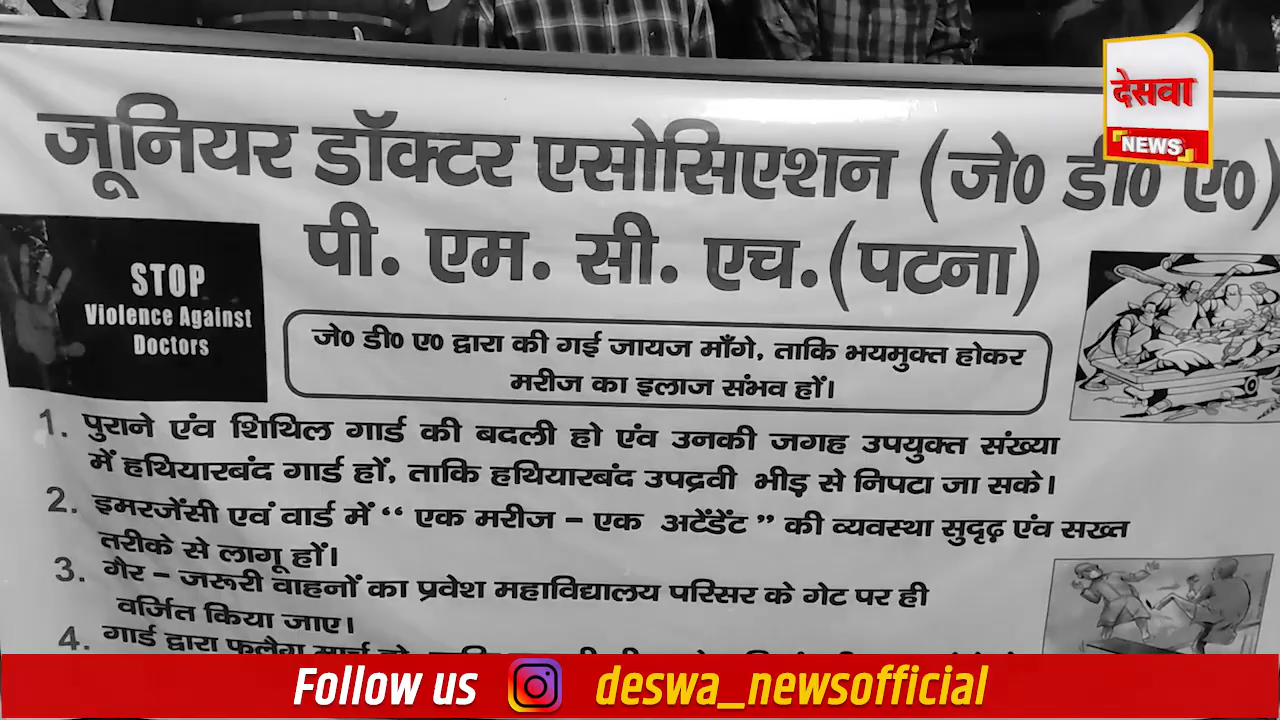 देसवा
NEWS
जूनियर डॉक्टर एसोसिएशन (जे० डी० ए०)
पी. एम. सी. एच.(पटना)
STOP
Violence Against
Doctors
जे० डी० ए० द्वारा की गई जायज माँगे, ताकि भयमुक्त होकर
मरीज का इलाज संभव हों।
1. पुराने एंव शिथिल गार्ड की बदली हो एंव उनकी जगह उपयुक्त संख्या
में हथियारबंद गार्ड हों, ताकि हथियारबंद उपद्रवी भीड़ से निपटा जा सके।
2. इमरजेंसी एवं वार्ड में “ एक मरीज – एक अटेंडेंट ” की व्यवस्था सुदृढ़ एंव सख्त
तरीके से लागू हों।
3. गैर – जरूरी वाहनों का प्रवेश महाविद्यालय परिसर के गेट पर ही
वर्जित किया जाए।
4. गार्ड द्वारा फ्लैग मार्च
Follow us deswa_newsofficial